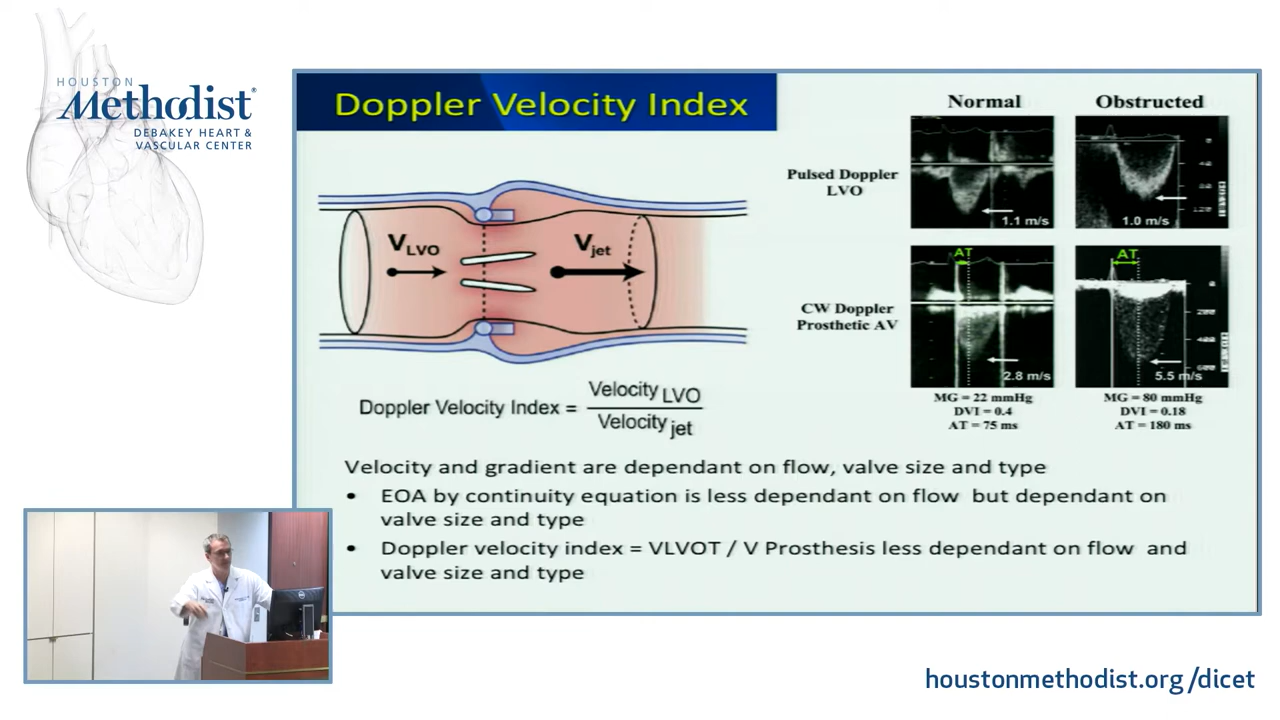 HOUSTON
Methodist®
DEBAKEY HEART &
VASCULAR CENTER
Doppler Velocity Index
Normal
Obstructed
Pulsed Doppler
LVO
1.1 m/s
1.0 m/s
V LVO
V jet
AT
AT
CW Doppler
Prosthetic AV
2.8 m/s
5.5 m/s
MG = 22 mmHg
DVI = 0.4
AT = 75 ms
MG = 80 mmHg
DVI = 0.18
AT = 180 ms
Doppler Velocity Index = Velocity LVO
Velocity jet
Velocity and gradient are dependant on flow, valve size and type
• EOA by continuity equation is less dependant on flow but dependant on
valve size and type
• Doppler velocity index = VLVOT / V Prosthesis less dependant on flow and
valve size and type
houstonmethodist.org/dicet